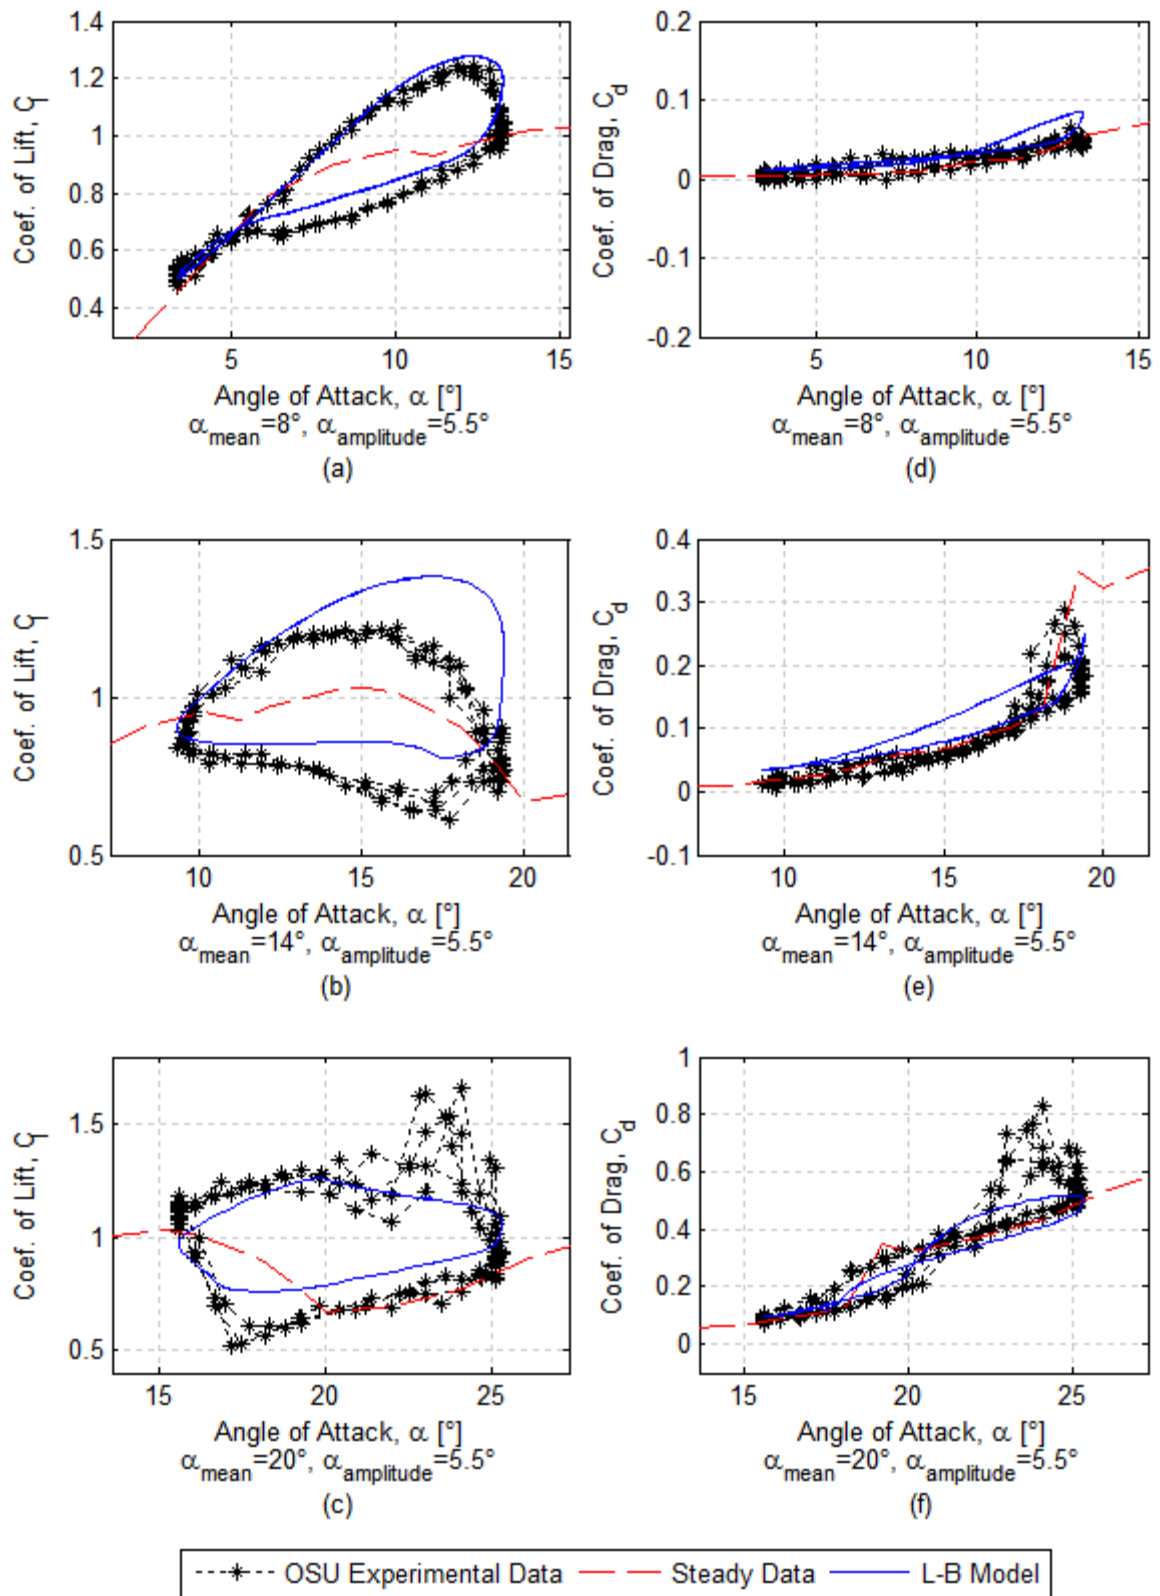 Coef. of Lift, Cl
1.4
1.2
1
0.8
0.6
0.4
5 10 15
Angle of Attack, α [°]
αmean=8°, αamplitude=5.5°
(a)
Coef. of Drag, Cd
0.2
0.1
0
-0.1
-0.2
5 10 15
Angle of Attack, α [°]
αmean=8°, αamplitude=5.5°
(d)
Coef. of Lift, Cl
1.5
1
0.5
10 15 20
Angle of Attack, α [°]
αmean=14°, αamplitude=5.5°
(b)
Coef. of Drag, Cd
0.4
0.3
0.2
0.1
0
-0.1
10 15 20
Angle of Attack, α [°]
αmean=14°, αamplitude=5.5°
(e)
Coef. of Lift, Cl
1.5
1
0.5
15 20 25
Angle of Attack, α [°]
αmean=20°, αamplitude=5.5°
(c)
Coef. of Drag, Cd
1
0.8
0.6
0.4
0.2
0
15 20 25
Angle of Attack, α [°]
αmean=20°, αamplitude=5.5°
(f)
OSU Experimental Data Steady Data L-B Model